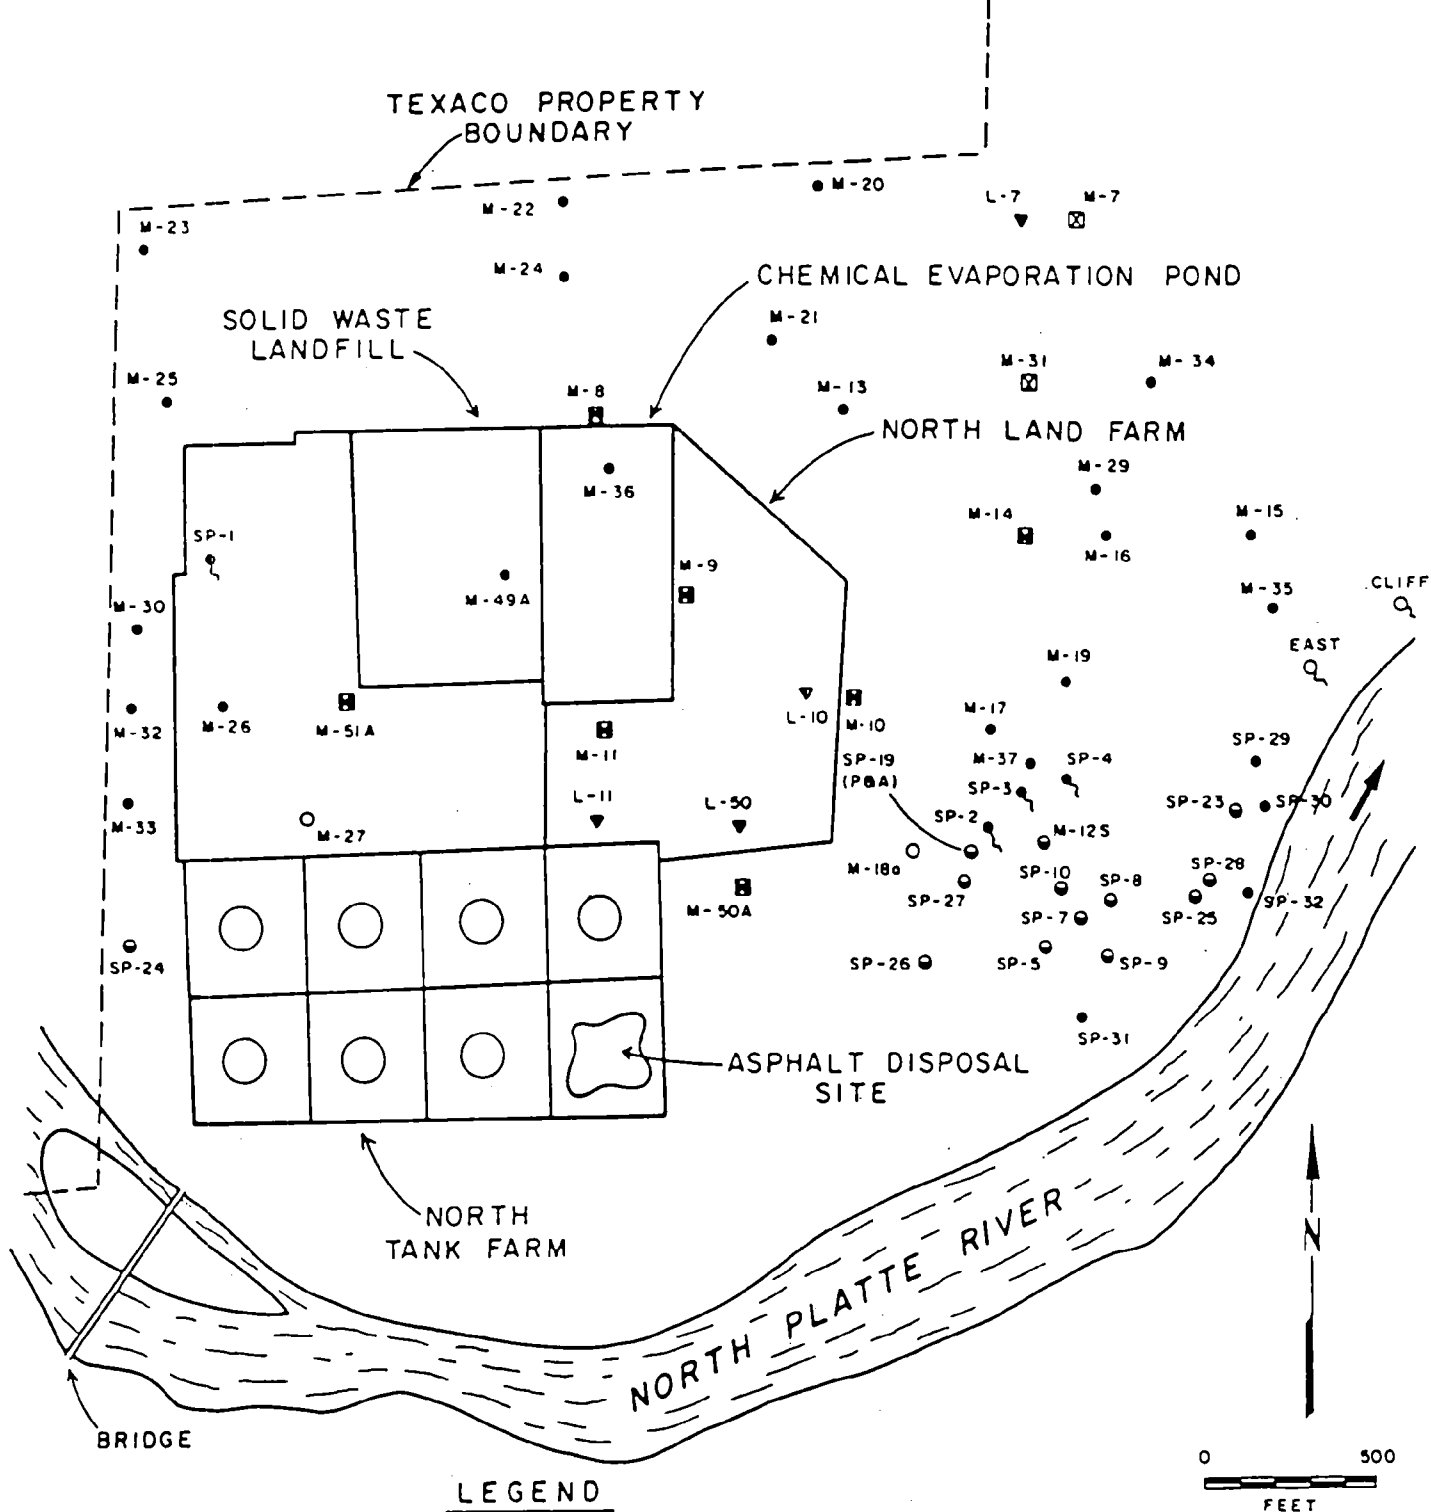 TEXACO PROPERTY
BOUNDARY
M-20
M-22
L-7
M-7
M-23
M-24
CHEMICAL EVAPORATION POND
SOLID WASTE
LANDFILL
M-21
M-25
M-8
M-13
M-31
M-34
NORTH LAND FARM
M-29
M-36
M-14
M-15
SP-1
M-16
M-9
CLIFF
M-35
M-49A
M-30
EAST
M-19
M-26
M-32
M-51A
L-10
M-10
M-17
M-11
SP-19
(P&A)
M-37
SP-4
SP-29
SP-3
L-11
L-50
SP-23
SP-30
SP-2
M-12S
M-33
M-27
M-18a
SP-10
SP-8
SP-28
SP-27
M-50A
SP-7
SP-25
SP-32
SP-24
SP-26
SP-5
SP-9
SP-31
ASPHALT DISPOSAL
SITE
NORTH
TANK FARM
N
NORTH PLATTE RIVER
BRIDGE
0 500
FEET
LEGEND